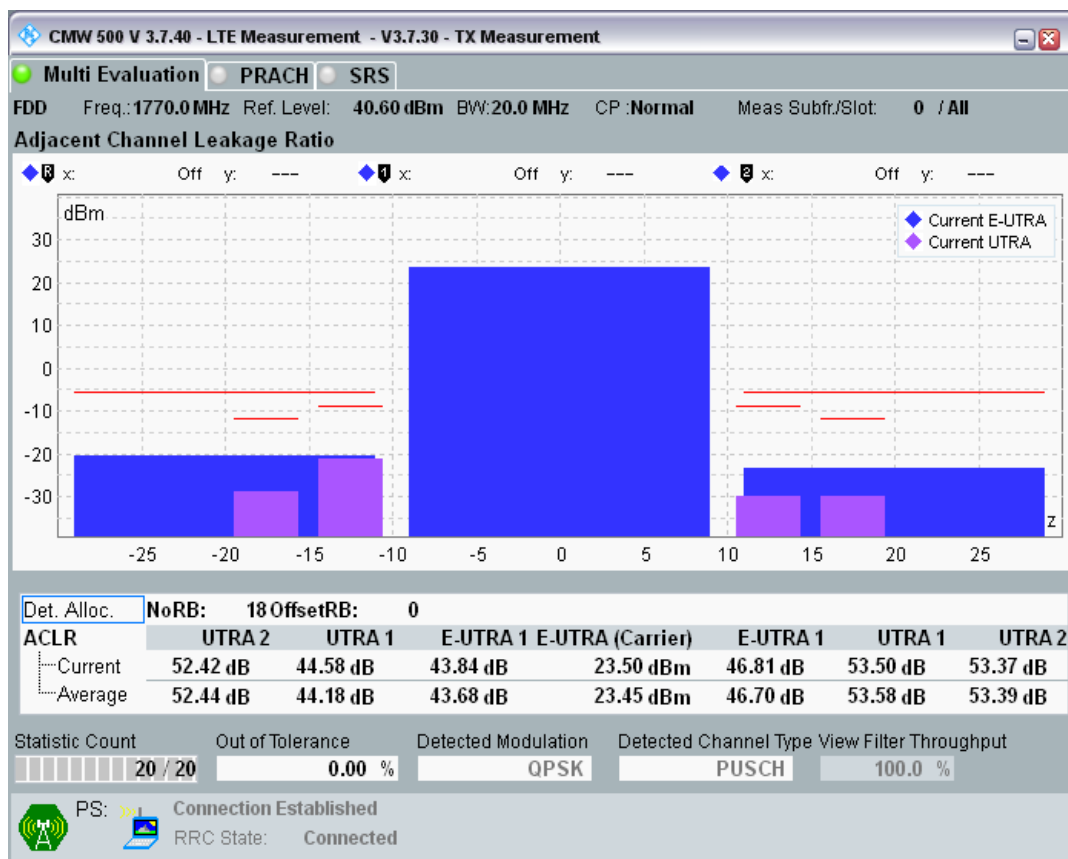 CMW 500 V 3.7.40 - LTE Measurement - V3.7.30 - TX Measurement
Multi Evaluation PRACH SRS
FDD Freq.: 1770.0 MHz Ref. Level: 40.60 dBm BW: 20.0 MHz CP : Normal Meas Subfr./Slot: 0 / All
Adjacent Channel Leakage Ratio
R x: Off y: --- 1 x: Off y: --- 2 x: Off y: ---
dBm
Current E-UTRA
Current UTRA
30
20
10
0
-10
-20
-30
z
-25 -20 -15 -10 -5 0 5 10 15 20 25
Det. Alloc. NoRB: 18 OffsetRB: 0
ACLR UTRA 2 UTRA 1 E-UTRA 1 E-UTRA (Carrier) E-UTRA 1 UTRA 1 UTRA 2
Current 52.42 dB 44.58 dB 43.84 dB 23.50 dBm 46.81 dB 53.50 dB 53.37 dB
Average 52.44 dB 44.18 dB 43.68 dB 23.45 dBm 46.70 dB 53.58 dB 53.39 dB
Statistic Count Out of Tolerance Detected Modulation Detected Channel Type View Filter Throughput
20 / 20 0.00 % QPSK PUSCH 100.0 %
PS: Connection Established
RRC State: Connected